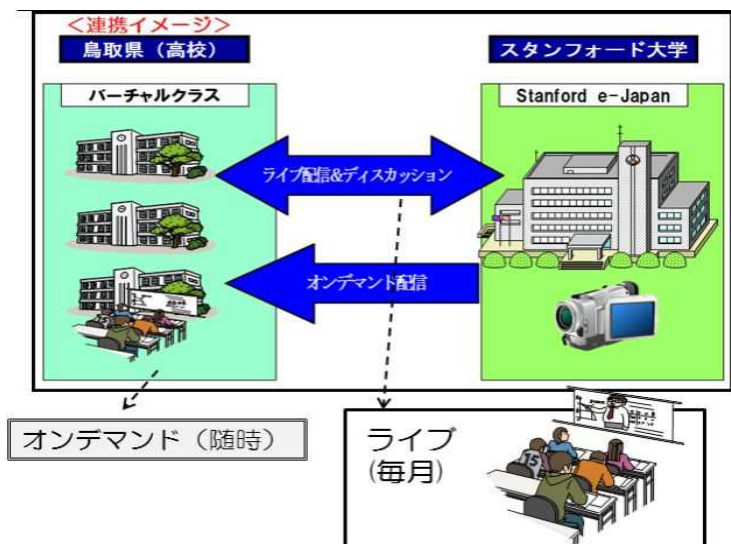 ＜連携イメージ＞
鳥取県（高校）
スタンフォード大学
バーチャルクラス
Stanford e-Japan
ライブ配信&ディスカッション
オンデマント配信
オンデマンド（随時）
ライブ
(毎月)
15